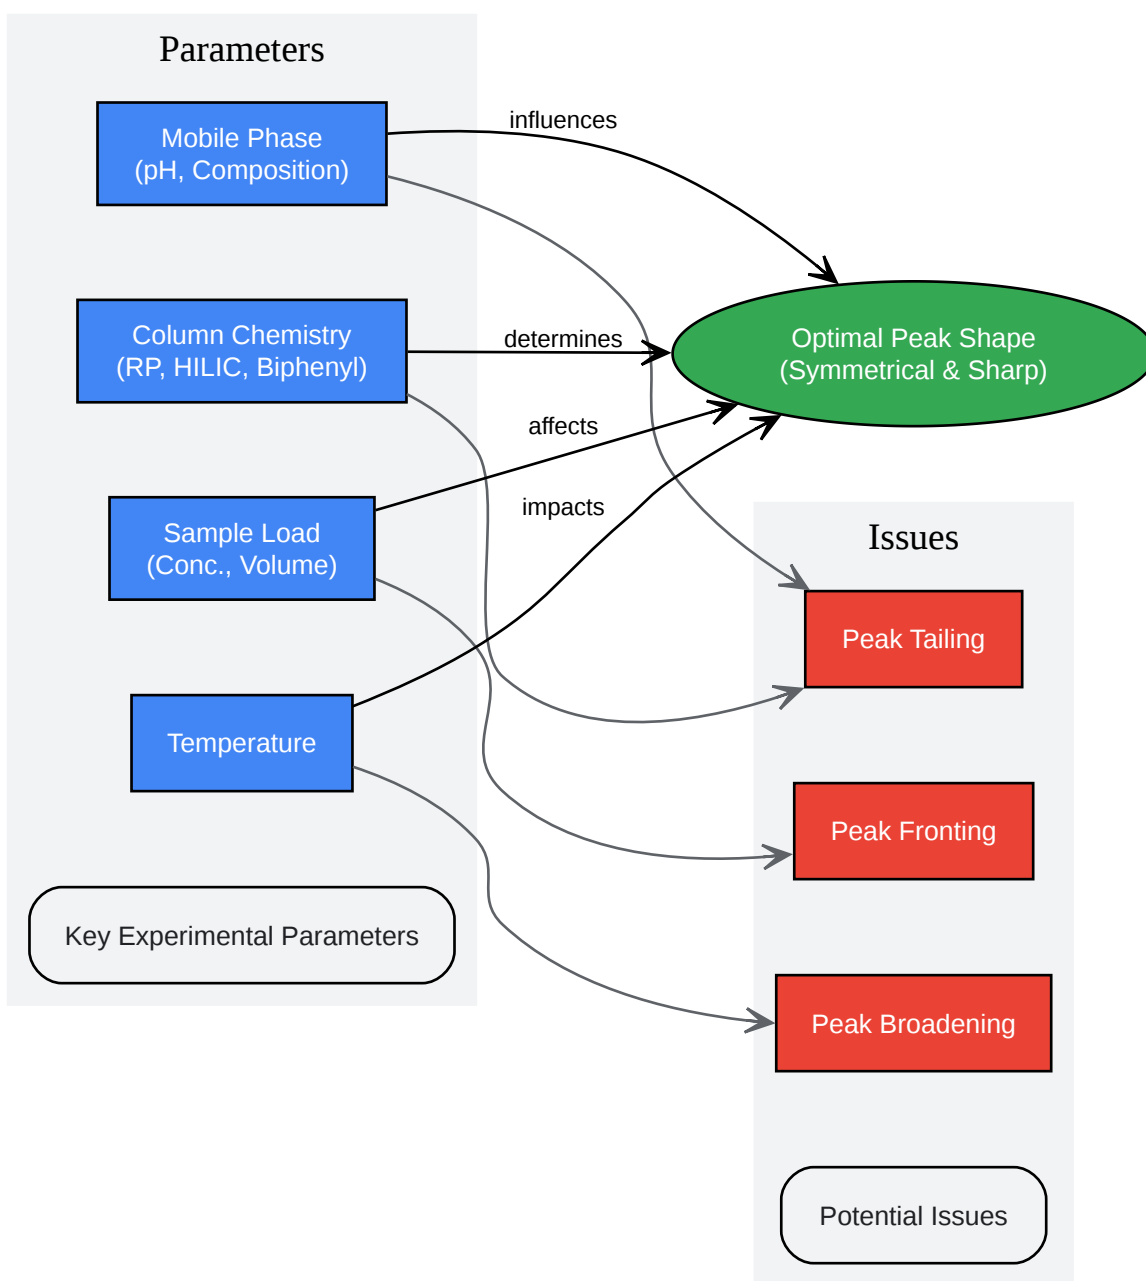 Parameters
Mobile Phase
(pH, Composition)
influences
Column Chemistry
(RP, HILIC, Biphenyl)
determines
Optimal Peak Shape
(Symmetrical & Sharp)
affects
Sample Load
(Conc., Volume)
impacts
Temperature
Key Experimental Parameters
Issues
Peak Tailing
Peak Fronting
Peak Broadening
Potential Issues